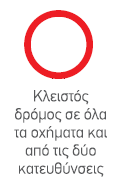 Κλειστός
δρόμος σε όλα
τα οχήματα και
από τις δύο
κατευθύνσεις